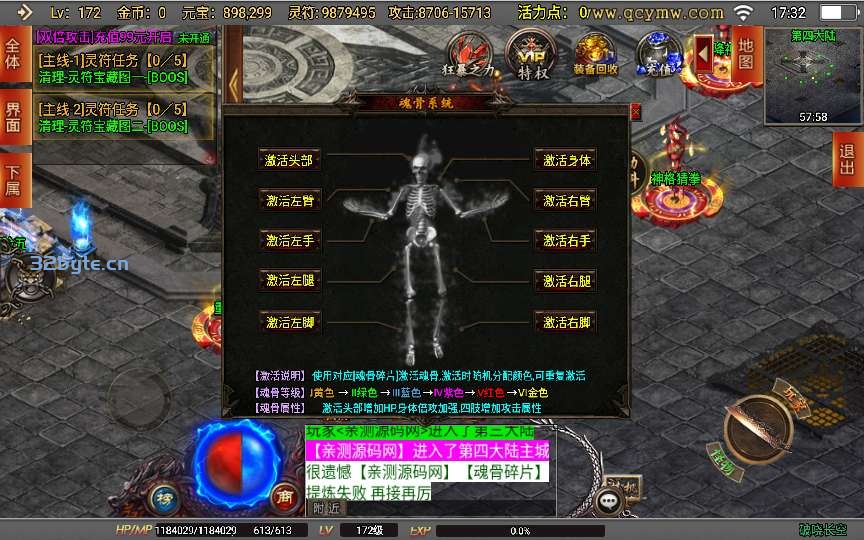 Lv：172 金币：0 元宝：898,299 灵符：9879495 攻击:8706-15713 活力点：0
www.qcymw.com
17:32
全体
[双倍攻击]充值99元开启 未开通
[主线-1]灵符任务【0／5】
清理-灵符宝藏图一-[BOOS]
界面
[主线-2]灵符任务【0／5】
清理-灵符宝藏图二-[BOOS]
下属
狂暴之力
VIP
特权
装备回收
充值
地图
第四大陆
57:58
退出
神格猜拳
32byte.cn
魂骨系统
激活头部
激活身体
激活左臂
激活右臂
激活左手
激活右手
激活左腿
激活右腿
激活左脚
激活右脚
【激活说明】 使用对应[魂骨碎片]激活魂骨,激活时随机分配颜色,可重复激活
【魂骨等级】 I黄色→II绿色→III蓝色→IV紫色→V红色→VI金色
【魂骨属性】 激活头部增加HP,身体倍攻加强,四肢增加攻击属性
玩家<亲测源码网>进入了第三大陆
【亲测源码网】进入了第四大陆主城
很遗憾【亲测源码网】【魂骨碎片】
提炼失败 再接再厉
附近
榜
商
玩家
怪物
HP/MP 1184029/1184029 613/613 LV 172级 EXP 0.0%
破晓长空